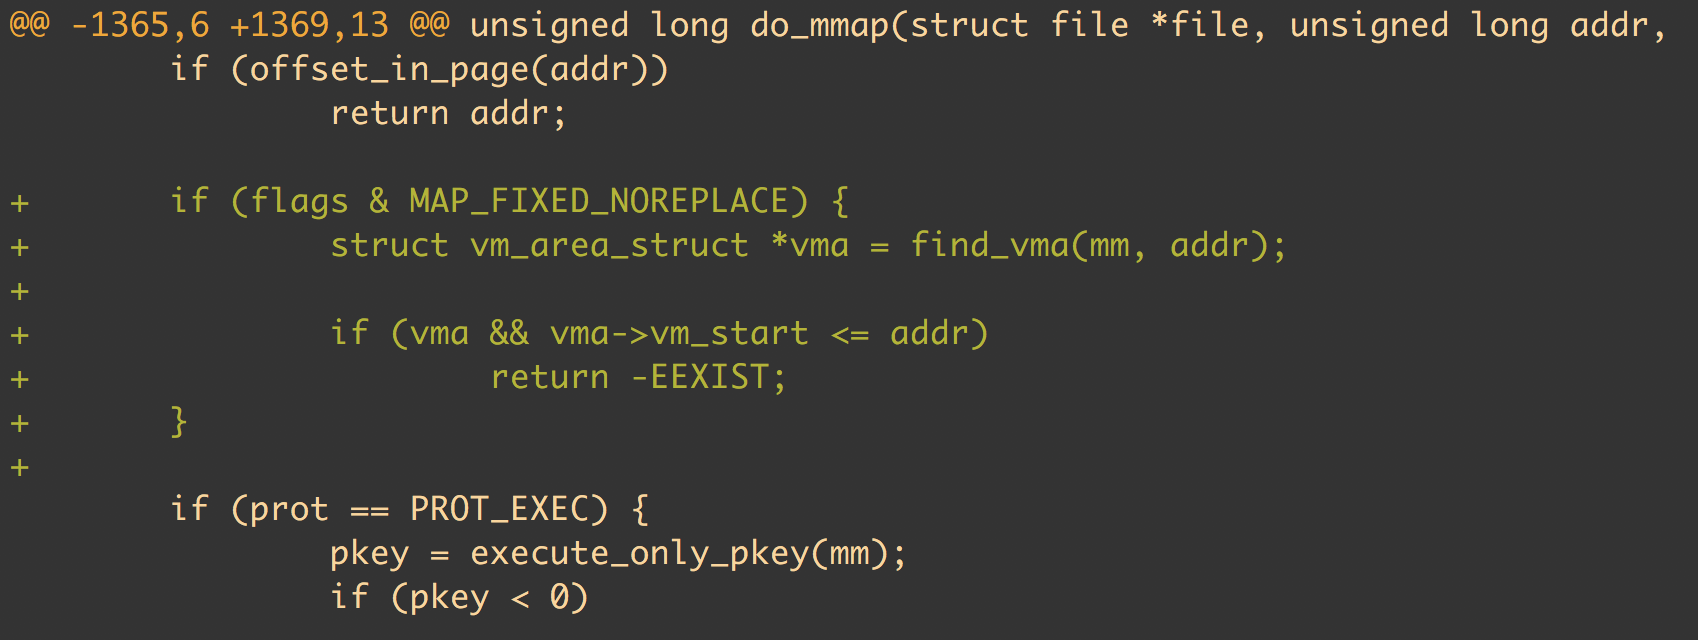 @@ -1365,6 +1369,13 @@ unsigned long do_mmap(struct file *file, unsigned long addr,
        if (offset_in_page(addr))
                return addr;

+       if (flags & MAP_FIXED_NOREPLACE) {
+               struct vm_area_struct *vma = find_vma(mm, addr);
+
+               if (vma && vma->vm_start <= addr)
+                       return -EEXIST;
+       }
+
        if (prot == PROT_EXEC) {
                pkey = execute_only_pkey(mm);
                if (pkey < 0)